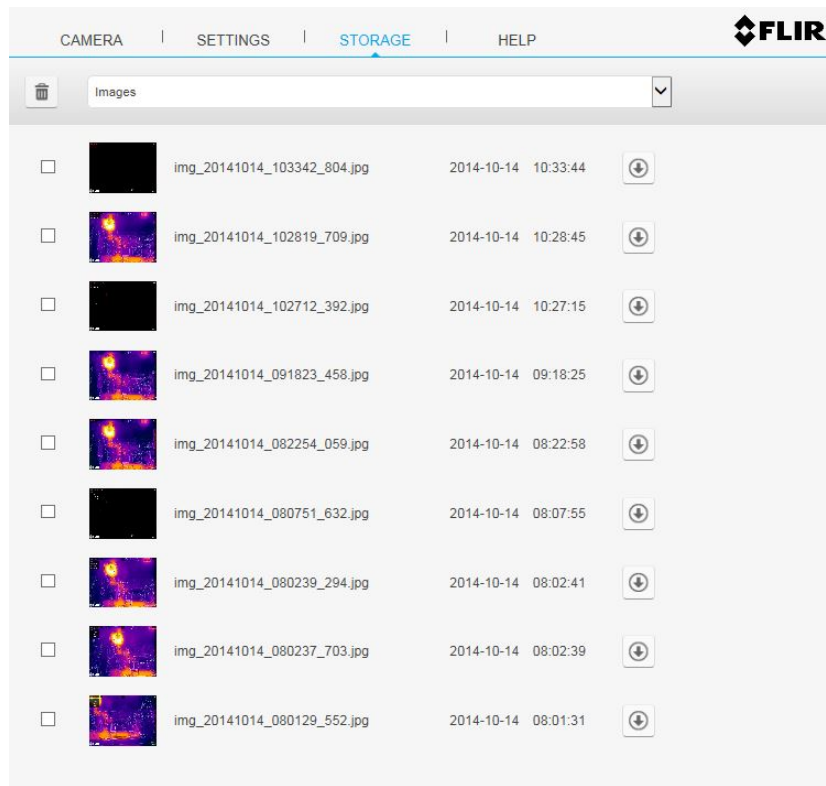 CAMERA SETTINGS STORAGE HELP FLIR
Images
img_20141014_103342_804.jpg 2014-10-14 10:33:44
img_20141014_102819_709.jpg 2014-10-14 10:28:45
img_20141014_102712_392.jpg 2014-10-14 10:27:15
img_20141014_091823_458.jpg 2014-10-14 09:18:25
img_20141014_082254_059.jpg 2014-10-14 08:22:58
img_20141014_080751_632.jpg 2014-10-14 08:07:55
img_20141014_080239_294.jpg 2014-10-14 08:02:41
img_20141014_080237_703.jpg 2014-10-14 08:02:39
img_20141014_080129_552.jpg 2014-10-14 08:01:31